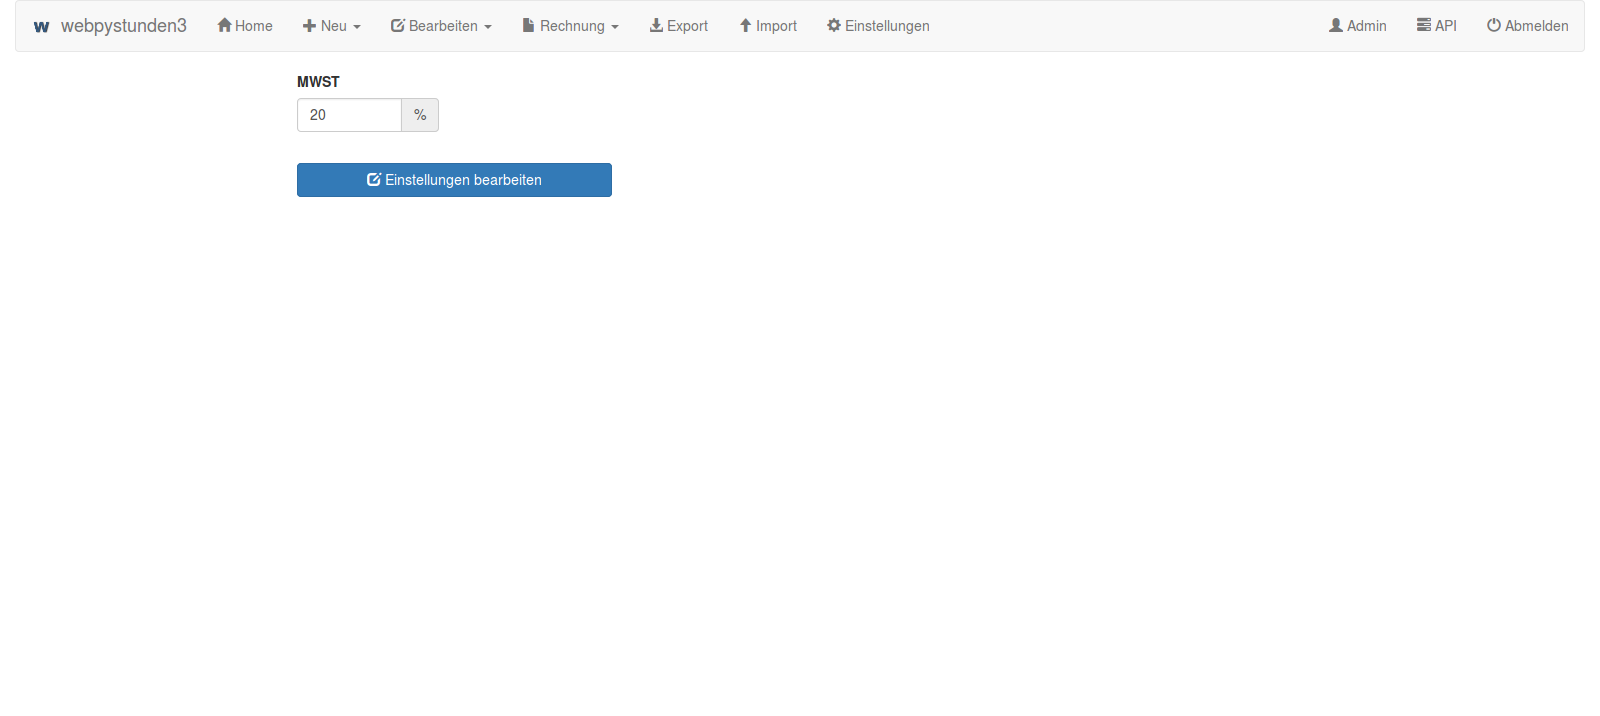 w webpystunden3 Home Neu Bearbeiten Rechnung Export Import Einstellungen Admin API Abmelden
MWST
20 %
Einstellungen bearbeiten